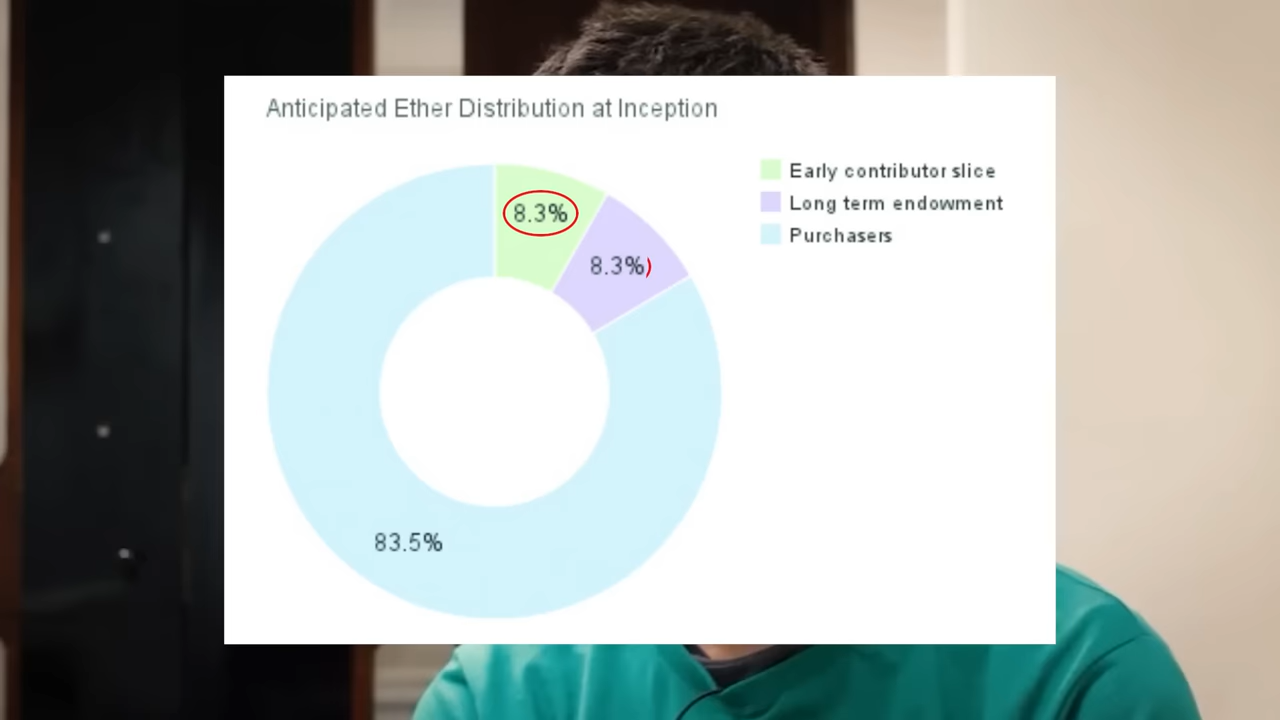 Anticipated Ether Distribution at Inception
Early contributor slice
Long term endowment
Purchasers
8.3%
8.3%
83.5%